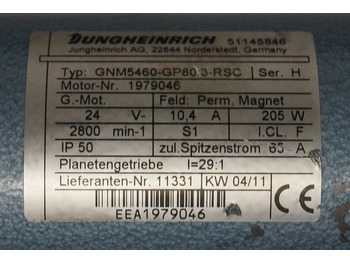 JUNGHEINRICH 51145846
Jungheinrich AG, 22844 Norderstedt, Germany
Typ: GNM5460-GP80.3-RSC Ser. H
Motor-Nr. 1979046
G.-Mot. Feld: Perm. Magnet
24 V- 10,4 A 205 W
2800 min-1 S1 I.CL. F
IP 50 zul.Spitzenstrom 65 A
Planetengetriebe I=29:1
Lieferanten-Nr. 11331 KW 04/11
EEA1979046 CE